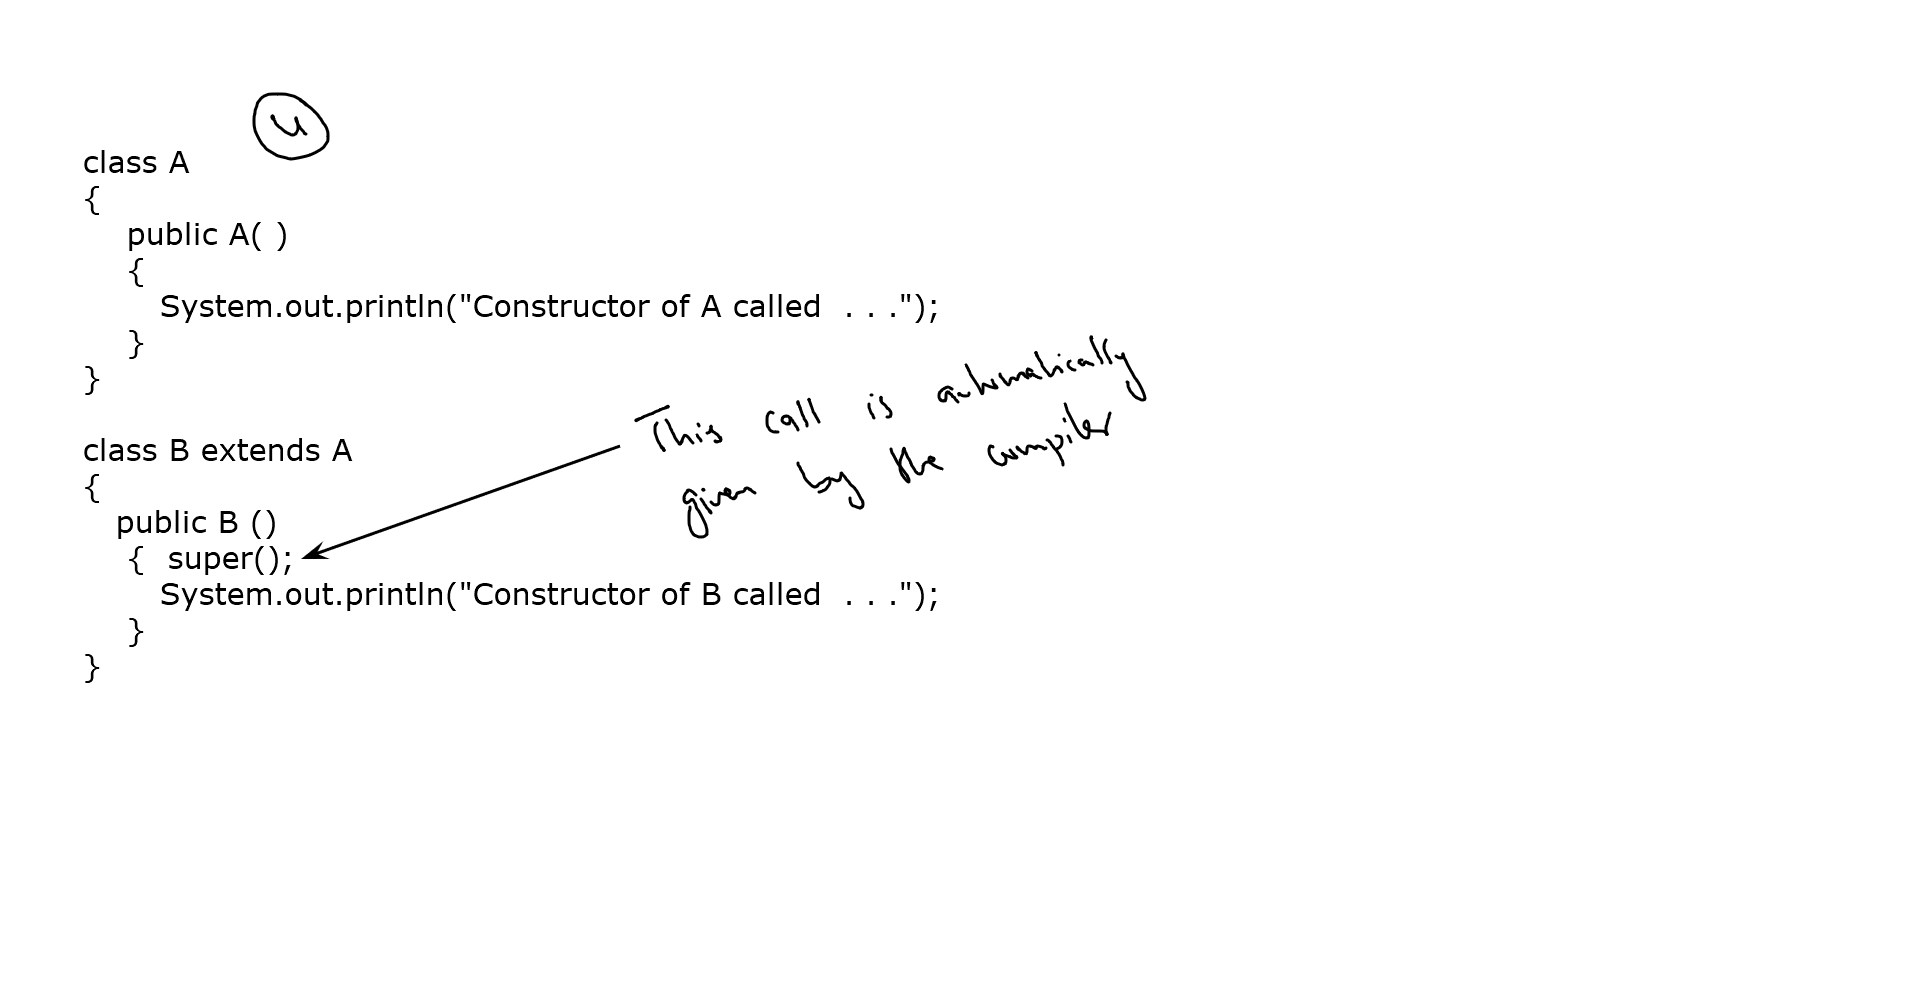 u
class A
{
public A( )
{
System.out.println("Constructor of A called  . . .");
}
}
class B extends A
{
public B ()
{  super();
System.out.println("Constructor of B called  . . .");
}
}
This call is automatically
given by the compiler